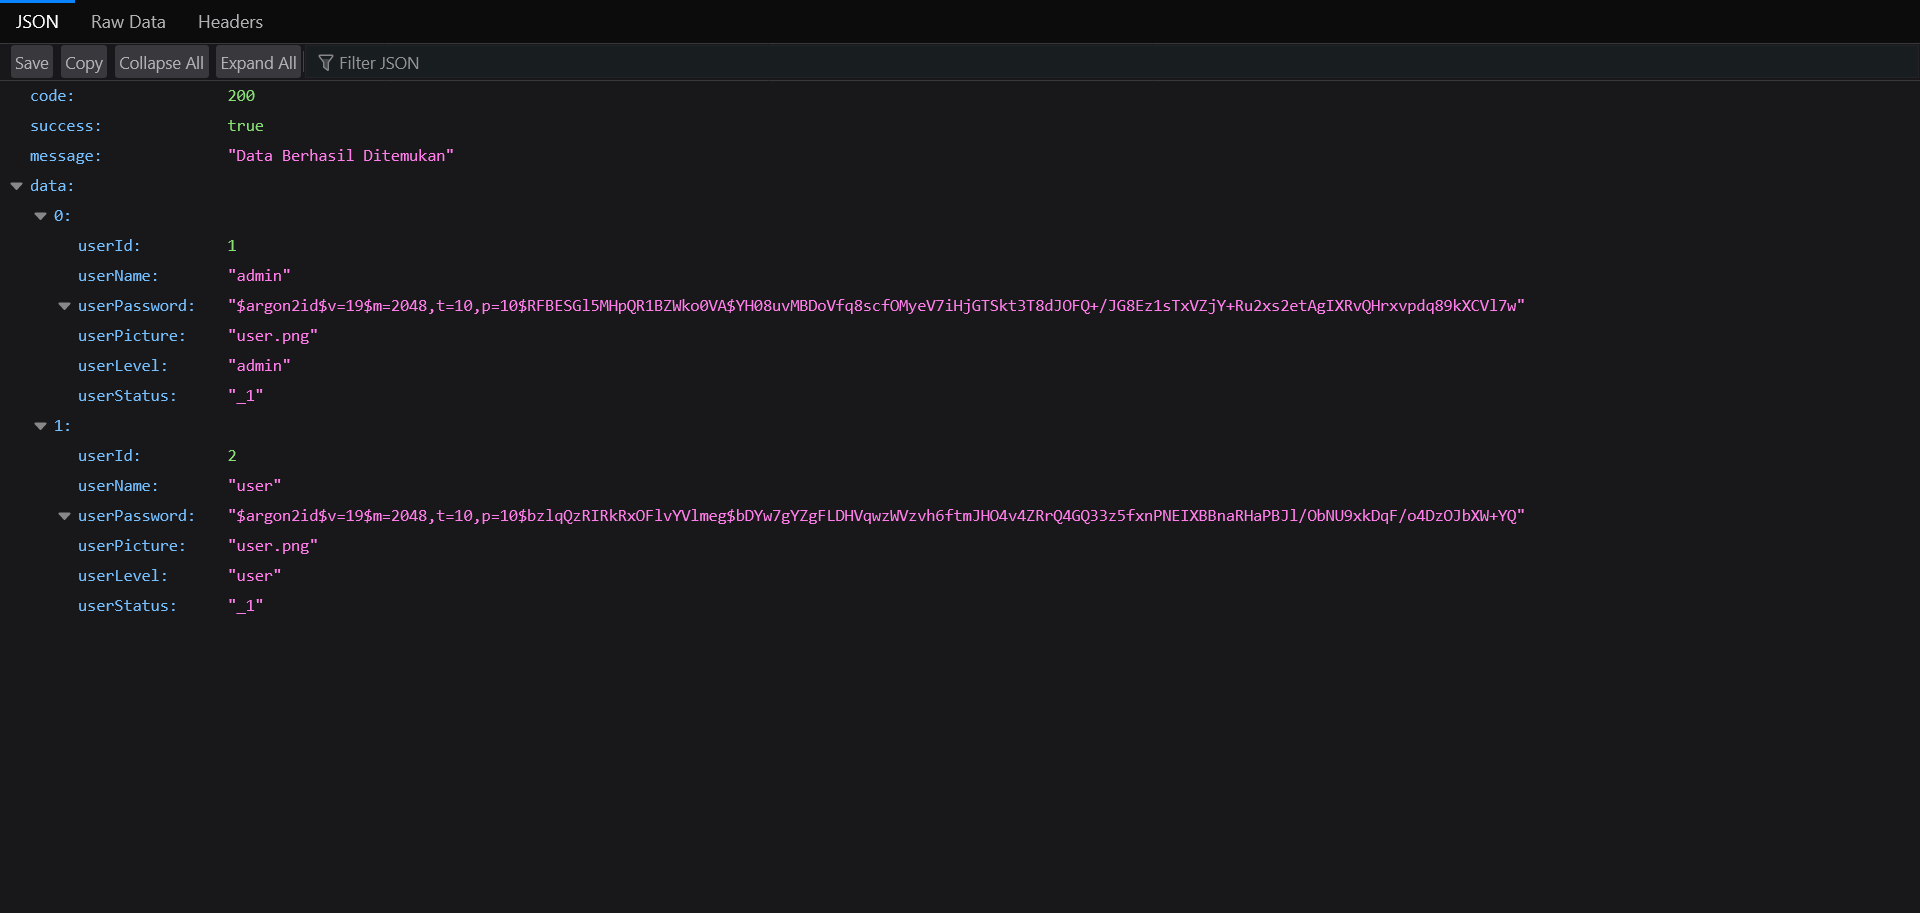 JSON Raw Data Headers
Save Copy Collapse All Expand All Filter JSON
code: 200
success: true
message: "Data Berhasil Ditemukan"
data:
0:
userId: 1
userName: "admin"
userPassword: "$argon2id$v=19$m=2048,t=10,p=10$RFBESGl5MHpQR1BZWko0VA$YH08uvMBDoVfq8scfOMyeV7iHjGTSkt3T8dJOFQ+/JG8Ez1sTxVZjY+Ru2xs2etAgIXRvQHrxvpdq89kXCVl7w"
userPicture: "user.png"
userLevel: "admin"
userStatus: "_1"
1:
userId: 2
userName: "user"
userPassword: "$argon2id$v=19$m=2048,t=10,p=10$bzlqQzRIRkRxOFlvYVlmeg$bDYw7gYZgFLDHVqwzWVzvh6ftmJHO4v4ZRrQ4GQ33z5fxnPNEIXBBnaRHaPBJl/ObNU9xkDqF/o4DzOJbXW+YQ"
userPicture: "user.png"
userLevel: "user"
userStatus: "_1"